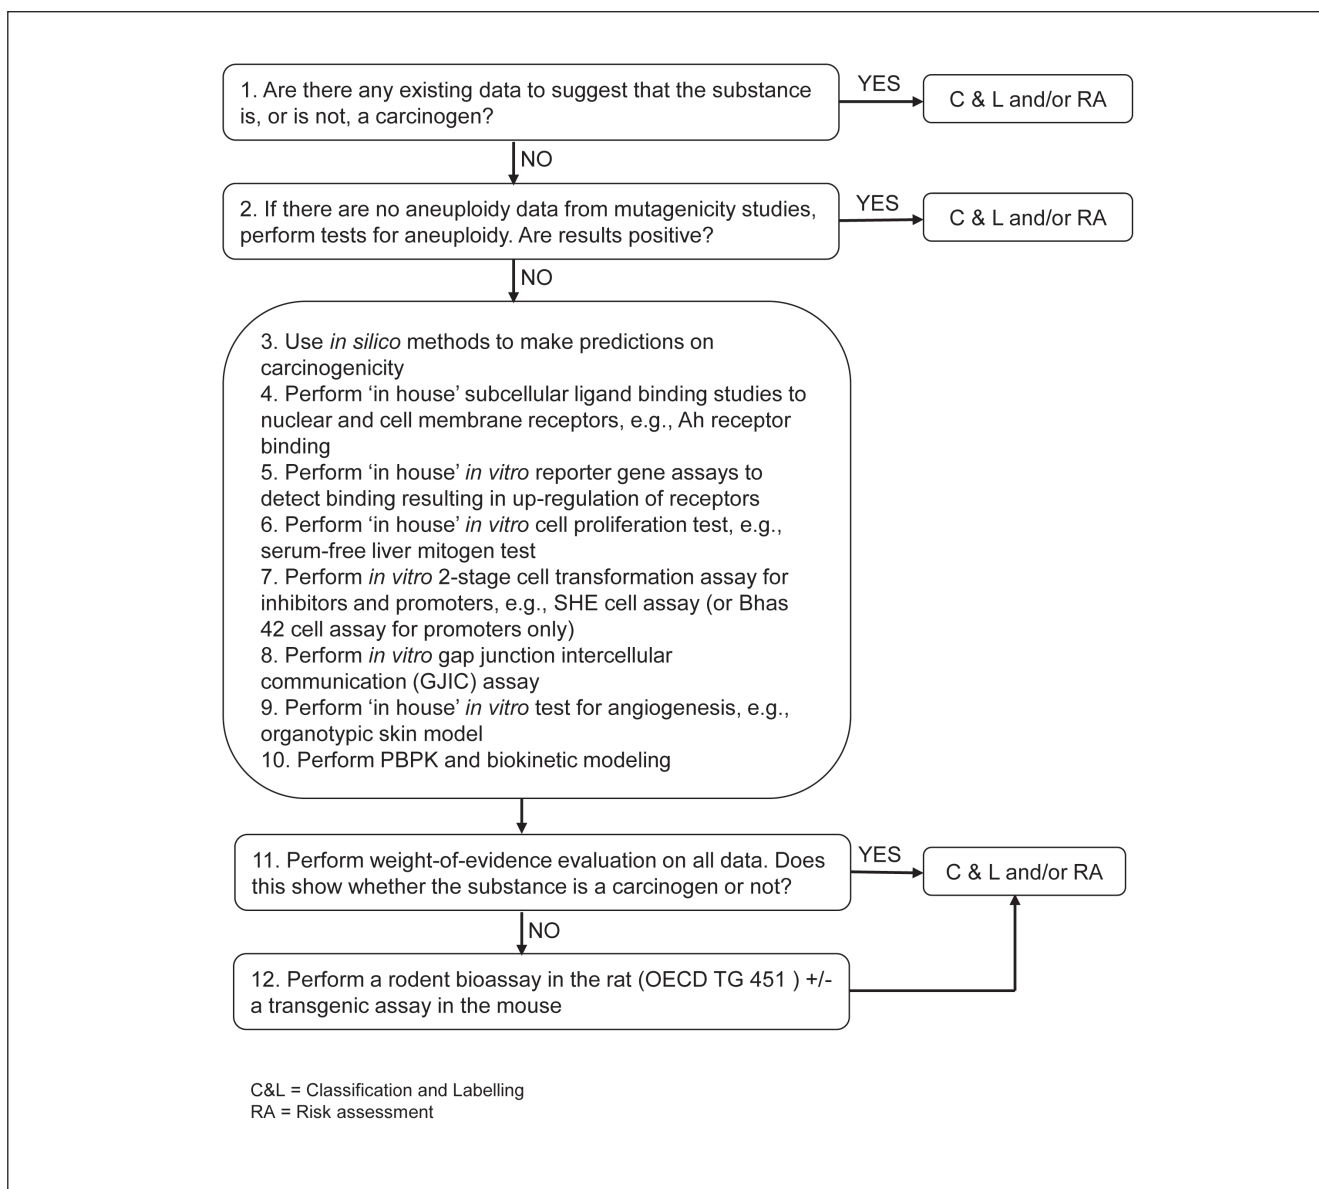 1. Are there any existing data to suggest that the substance
is, or is not, a carcinogen?
YES
C & L and/or RA
NO
2. If there are no aneuploidy data from mutagenicity studies,
perform tests for aneuploidy. Are results positive?
YES
C & L and/or RA
NO
3. Use in silico methods to make predictions on
carcinogenicity
4. Perform ‘in house’ subcellular ligand binding studies to
nuclear and cell membrane receptors, e.g., Ah receptor
binding
5. Perform ‘in house’ in vitro reporter gene assays to
detect binding resulting in up-regulation of receptors
6. Perform ‘in house’ in vitro cell proliferation test, e.g.,
serum-free liver mitogen test
7. Perform in vitro 2-stage cell transformation assay for
inhibitors and promoters, e.g., SHE cell assay (or Bhas
42 cell assay for promoters only)
8. Perform in vitro gap junction intercellular
communication (GJIC) assay
9. Perform ‘in house’ in vitro test for angiogenesis, e.g.,
organotypic skin model
10. Perform PBPK and biokinetic modeling
11. Perform weight-of-evidence evaluation on all data. Does
this show whether the substance is a carcinogen or not?
YES
C & L and/or RA
NO
12. Perform a rodent bioassay in the rat (OECD TG 451 ) +/-
a transgenic assay in the mouse
C&L = Classification and Labelling
RA = Risk assessment